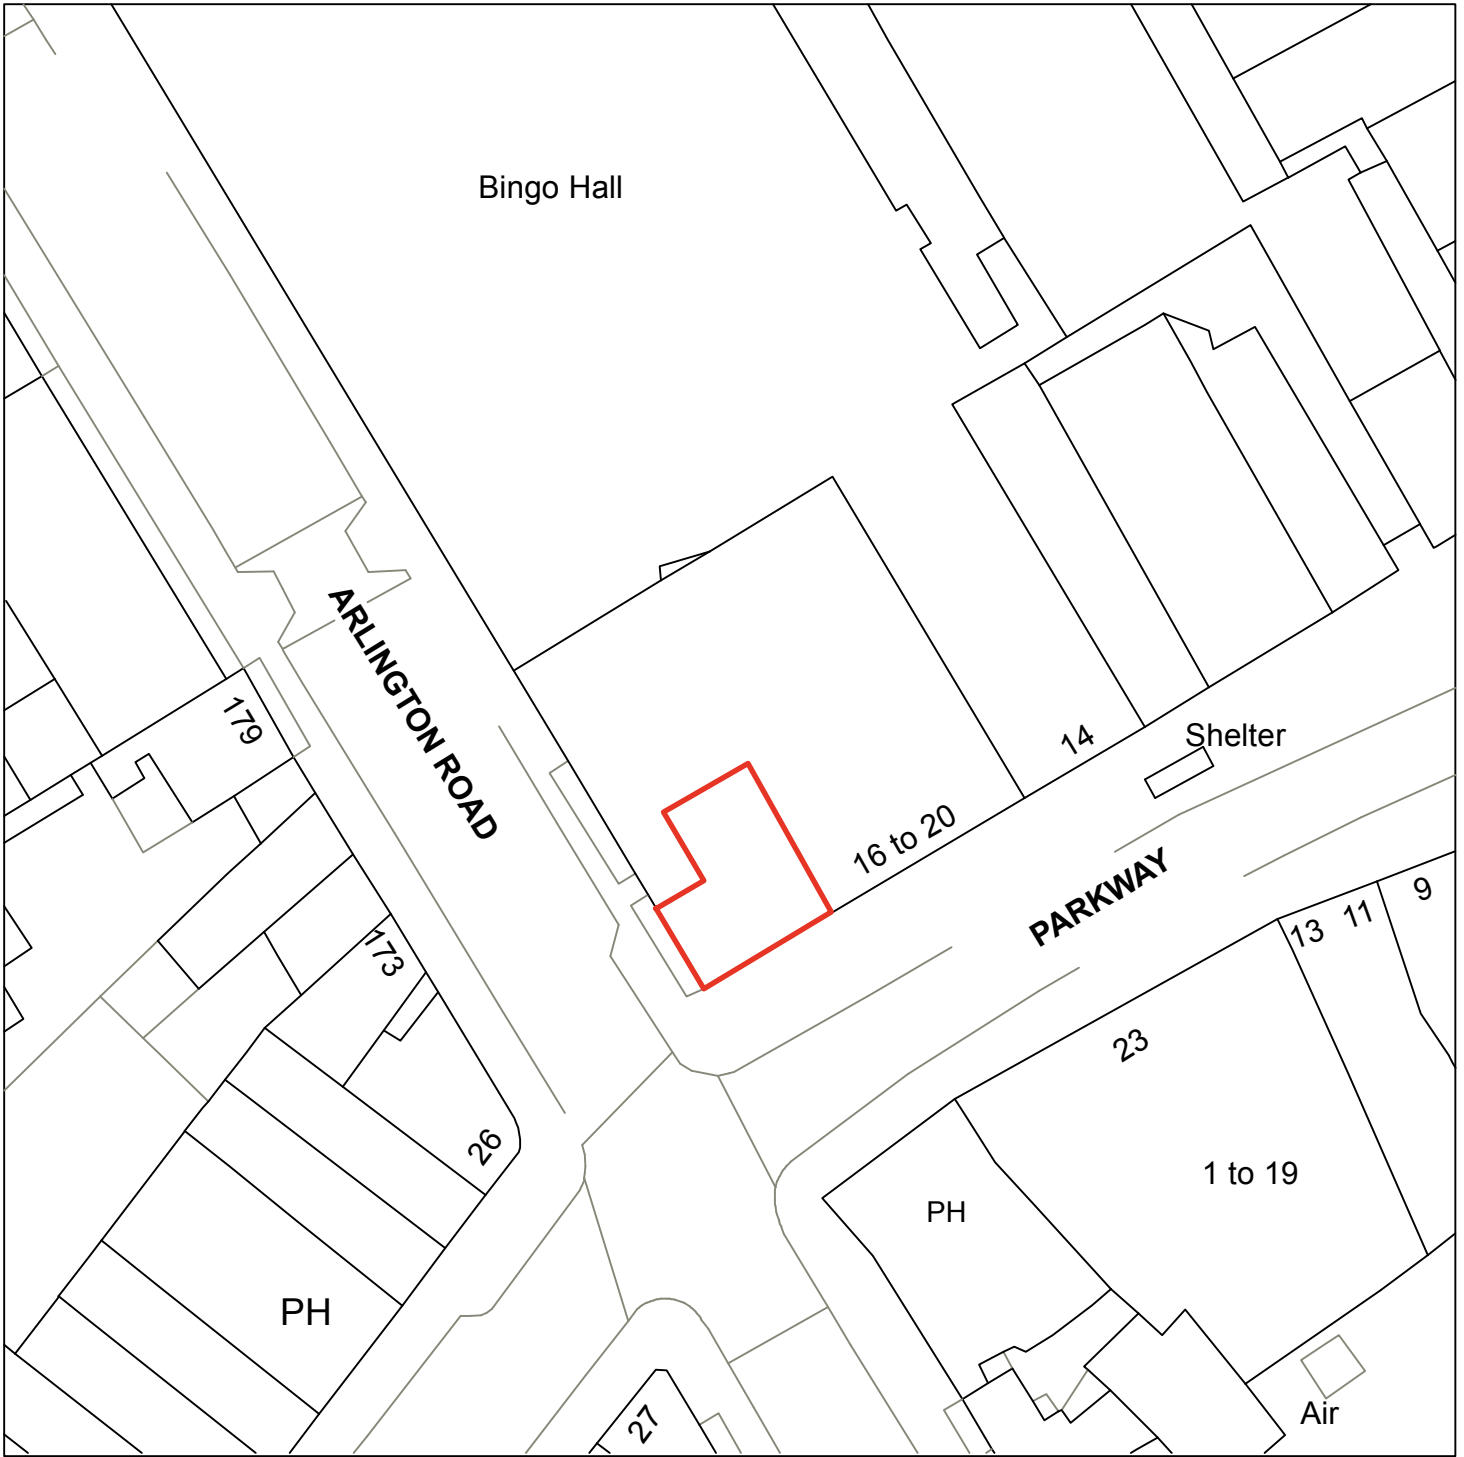 Bingo Hall
ARLINGTON ROAD
179
14
Shelter
16 to 20
PARKWAY
9
11
13
173
23
26
1 to 19
PH
PH
Air
27